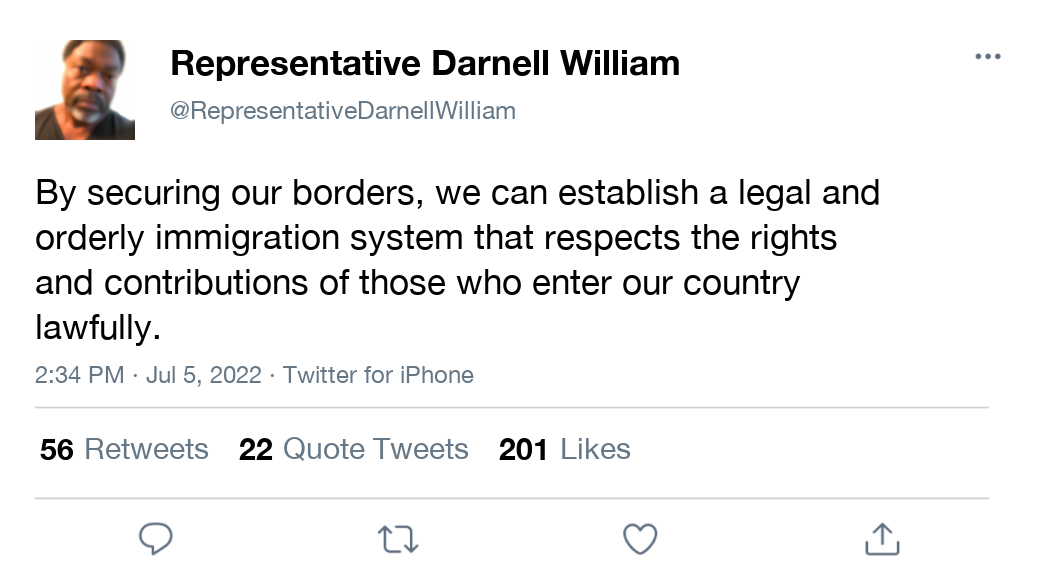 Representative Darnell William
@RepresentativeDarnellWilliam
By securing our borders, we can establish a legal and
orderly immigration system that respects the rights
and contributions of those who enter our country
lawfully.
2:34 PM · Jul 5, 2022 · Twitter for iPhone
56 Retweets 22 Quote Tweets 201 Likes